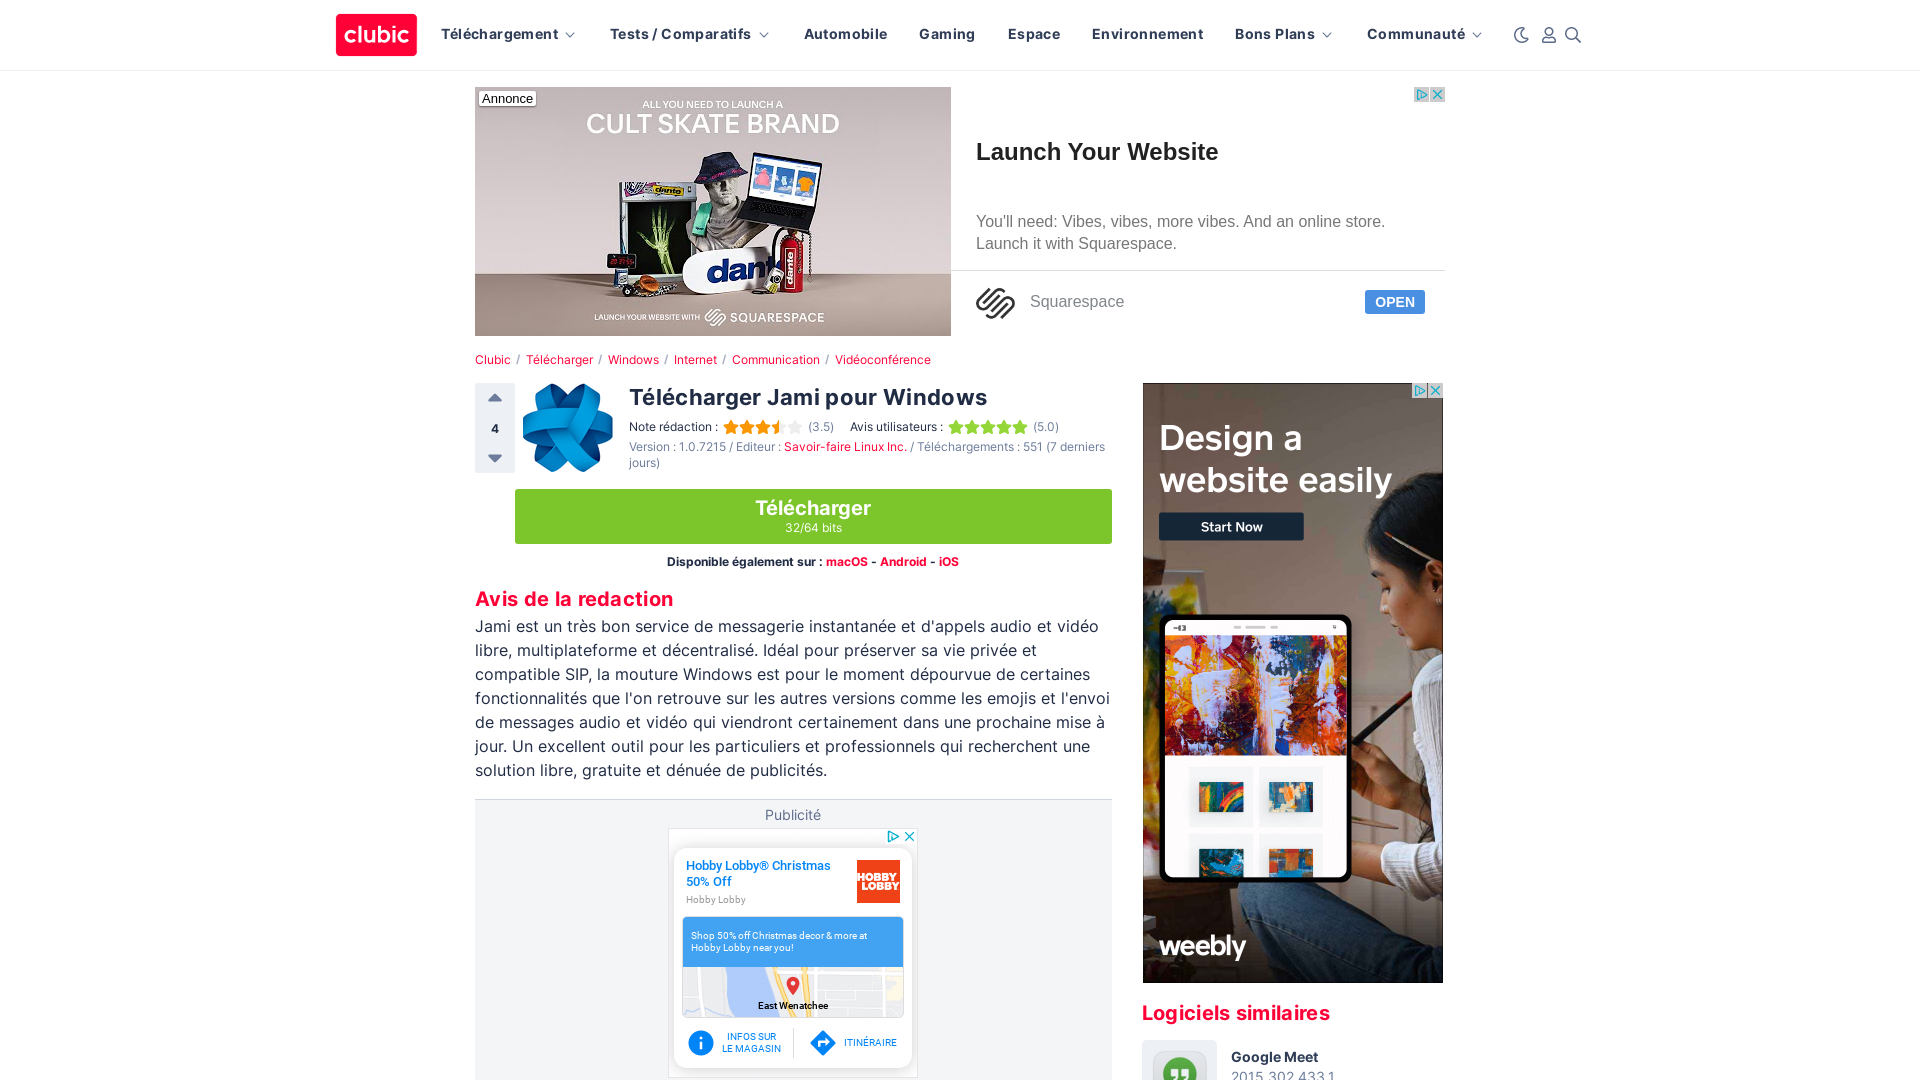 clubic
Téléchargement
Tests / Comparatifs
Automobile
Gaming
Espace
Environnement
Bons Plans
Communauté
Annonce
ALL YOU NEED TO LAUNCH A
CULT SKATE BRAND
dante
dante
dante
LAUNCH YOUR WEBSITE WITH SQUARESPACE
Launch Your Website
You'll need: Vibes, vibes, more vibes. And an online store.
Launch it with Squarespace.
Squarespace
OPEN
Clubic / Télécharger / Windows / Internet / Communication / Vidéoconférence
4
Télécharger Jami pour Windows
Note rédaction : (3.5) Avis utilisateurs : (5.0)
Version : 1.0.7215 / Editeur : Savoir-faire Linux Inc. / Téléchargements : 551 (7 derniers
jours)
Télécharger
32/64 bits
Disponible également sur : macOS - Android - iOS
Avis de la redaction
Jami est un très bon service de messagerie instantanée et d'appels audio et vidéo
libre, multiplateforme et décentralisé. Idéal pour préserver sa vie privée et
compatible SIP, la mouture Windows est pour le moment dépourvue de certaines
fonctionnalités que l'on retrouve sur les autres versions comme les emojis et l'envoi
de messages audio et vidéo qui viendront certainement dans une prochaine mise à
jour. Un excellent outil pour les particuliers et professionnels qui recherchent une
solution libre, gratuite et dénuée de publicités.
Publicité
Hobby Lobby® Christmas
50% Off
Hobby Lobby
HOBBY
LOBBY
Shop 50% off Christmas decor & more at
Hobby Lobby near you!
East Wenatchee
INFOS SUR
LE MAGASIN
ITINÉRAIRE
Design a
website easily
Start Now
weebly
Logiciels similaires
Google Meet
2015.302.433.1